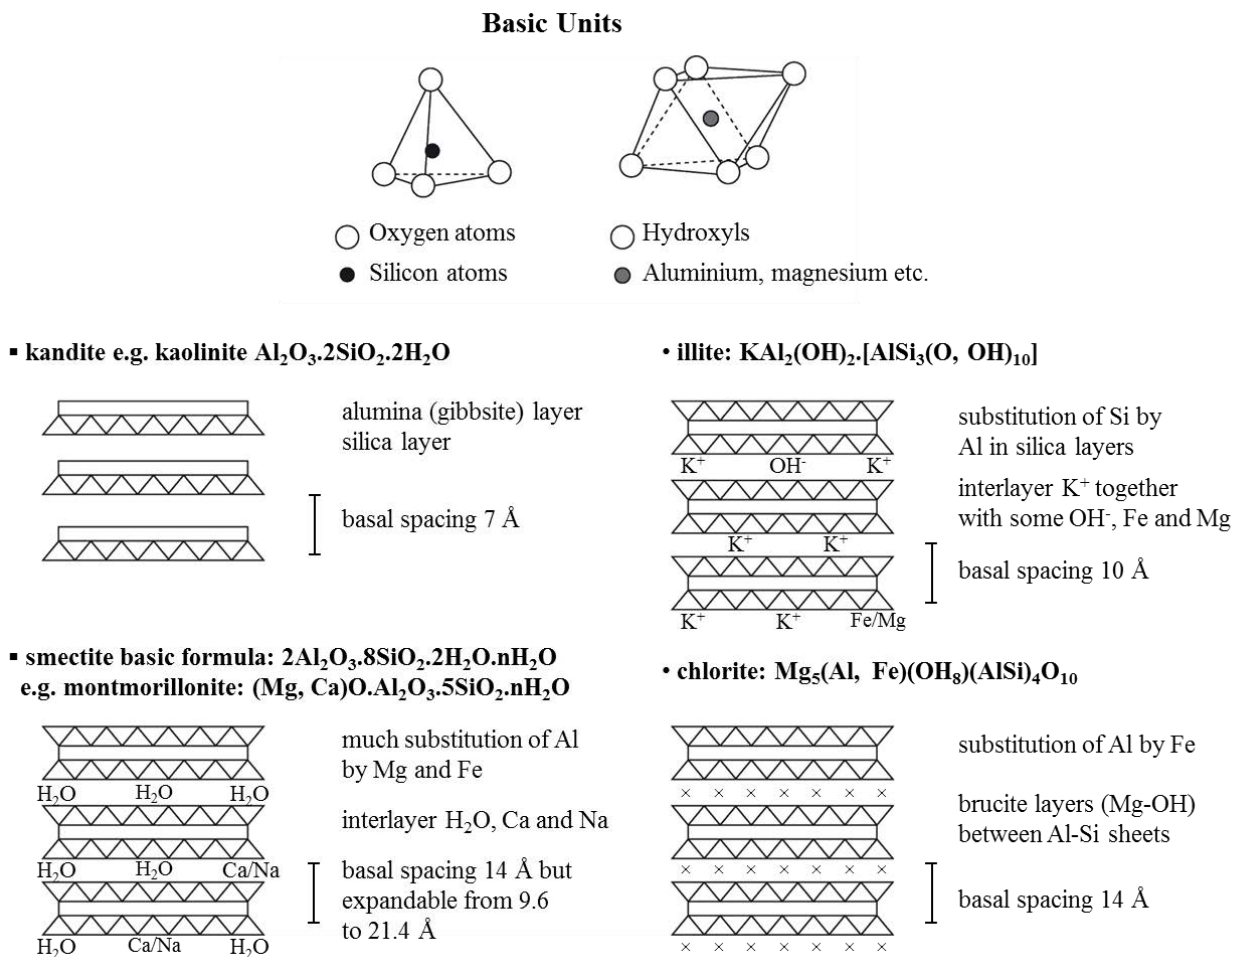 Basic Units
Oxygen atoms
Silicon atoms
Hydroxyls
Aluminium, magnesium etc.
▪ kandite e.g. kaolinite Al₂O₃.2SiO₂.2H₂O
alumina (gibbsite) layer
silica layer
basal spacing 7 Å
• illite: KAl₂(OH)₂.[AlSi₃(O, OH)₁₀]
substitution of Si by
Al in silica layers
K⁺ OH⁻ K⁺
interlayer K⁺ together
with some OH⁻, Fe and Mg
K⁺ K⁺
basal spacing 10 Å
K⁺ K⁺ Fe/Mg
▪ smectite basic formula: 2Al₂O₃.8SiO₂.2H₂O.nH₂O
e.g. montmorillonite: (Mg, Ca)O.Al₂O₃.5SiO₂.nH₂O
much substitution of Al
by Mg and Fe
H₂O H₂O H₂O
interlayer H₂O, Ca and Na
H₂O H₂O Ca/Na
basal spacing 14 Å but
expandable from 9.6
to 21.4 Å
H₂O Ca/Na H₂O
• chlorite: Mg₅(Al, Fe)(OH₈)(AlSi)₄O₁₀
substitution of Al by Fe
× × × × × × ×
brucite layers (Mg-OH)
between Al-Si sheets
× × × × × × ×
basal spacing 14 Å
× × × × × × ×